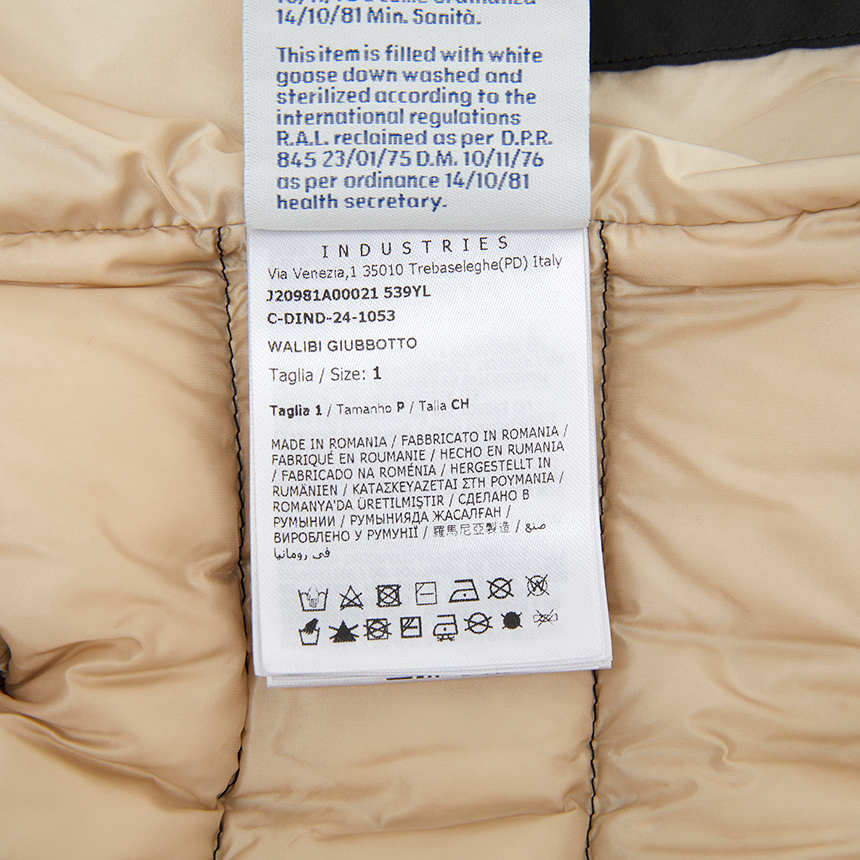 14/10/81 Min. Sanità.
This item is filled with white
goose down washed and
sterilized according to the
international regulations
R.A.L. reclaimed as per D.P.R.
845 23/01/75 D.M. 10/11/76
as per ordinance 14/10/81
health secretary.
INDUSTRIES
Via Venezia,1 35010 Trebaseleghe(PD) Italy
J20981A00021 539YL
C-DIND-24-1053
WALIBI GIUBBOTTO
Taglia / Size: 1
Taglia 1 / Tamanho P / Talla CH
MADE IN ROMANIA / FABBRICATO IN ROMANIA /
FABRIQUÉ EN ROUMANIE / HECHO EN RUMANIA
/ FABRICADO NA ROMÉNIA / HERGESTELLT IN
RUMÄNIEN / ΚΑΤΑΣΚΕΥΑΖΕΤΑΙ ΣΤΗ ΡΟΥΜΑΝΙΑ /
ROMANYA'DA ÜRETİLMİŞTİR / СДЕЛАНО В
РУМЫНИИ / РУМЫНИЯДА ЖАСАЛҒАН /
ВИРОБЛЕНО У РУМУНІЇ / 羅馬尼亞製造 / صنع
في رومانيا